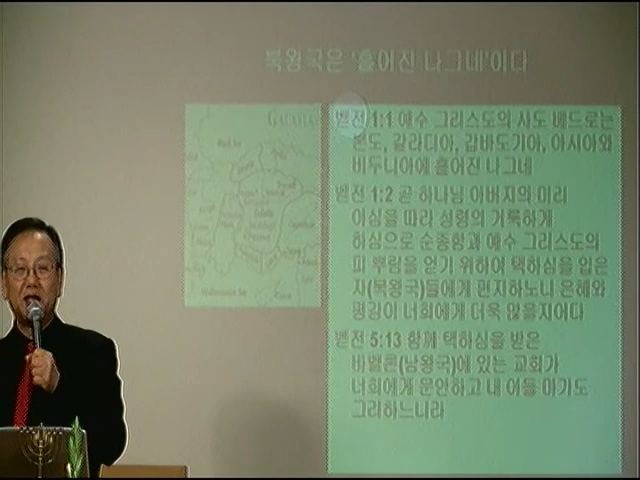 북왕국은 '흩어진 나그네'이다
GALATIA
벧전 1:1 예수 그리스도의 사도 베드로는
본도, 갈라디아, 갑바도기아, 아시아와
비두니아에 흩어진 나그네
벧전 1:2 곧 하나님 아버지의 미리
아심을 따라 성령의 거룩하게
하심으로 순종함과 예수 그리스도의
피 뿌림을 얻기 위하여 택하심을 입은
자(북왕국)들에게 편지하노니 은혜와
평강이 너희에게 더욱 많을지어다
벧전 5:13 함께 택하심을 받은
바벨론(남왕국)에 있는 교회가
너희에게 문안하고 내 아들 마가도
그리하느니라